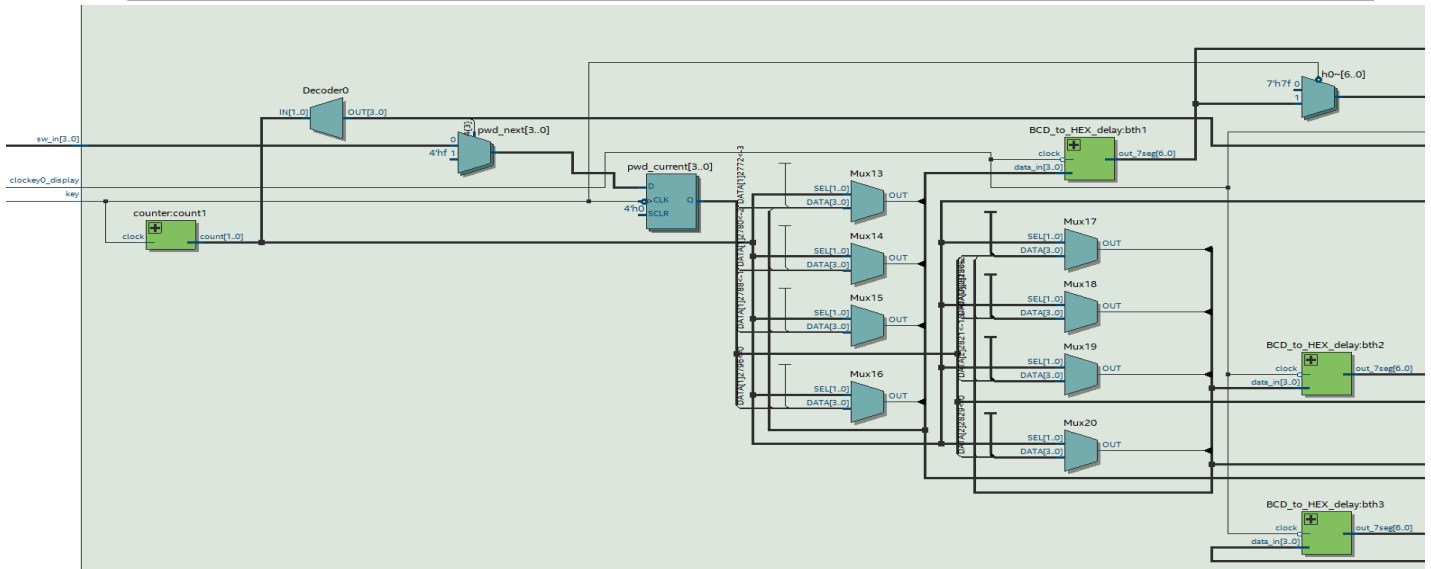 Decoder0
IN[1..0]
OUT[3..0]
sw_in[3..0]
pwd_next[3..0]
0
4'hf 1
clockey0_display
key
counter:count1
clock
count[1..0]
pwd_current[3..0]
D
CLK
4'h0
SCLR
Q
Mux13
SEL[1..0]
DATA[3..0]
OUT
Mux14
SEL[1..0]
DATA[3..0]
OUT
Mux15
SEL[1..0]
DATA[3..0]
OUT
Mux16
SEL[1..0]
DATA[3..0]
OUT
BCD_to_HEX_delay:bth1
clock
data_in[3..0]
out_7seg[6..0]
Mux17
SEL[1..0]
DATA[3..0]
OUT
Mux18
SEL[1..0]
DATA[3..0]
OUT
Mux19
SEL[1..0]
DATA[3..0]
OUT
Mux20
SEL[1..0]
DATA[3..0]
OUT
h0~[6..0]
7'h7f 0
1
BCD_to_HEX_delay:bth2
clock
data_in[3..0]
out_7seg[6..0]
BCD_to_HEX_delay:bth3
clock
data_in[3..0]
out_7seg[6..0]